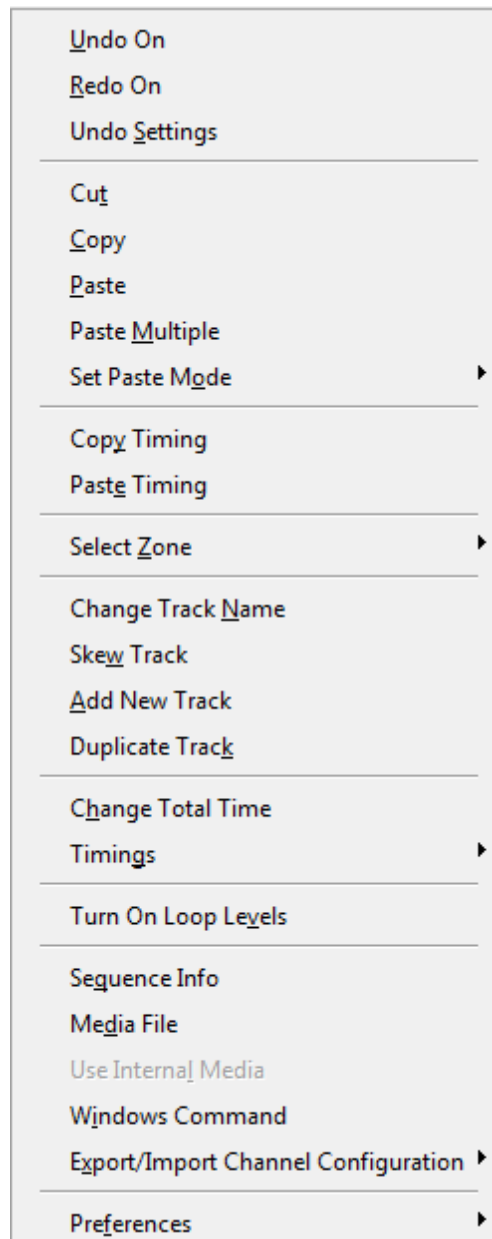 Undo On
Redo On
Undo Settings
Cut
Copy
Paste
Paste Multiple
Set Paste Mode
Copy Timing
Paste Timing
Select Zone
Change Track Name
Skew Track
Add New Track
Duplicate Track
Change Total Time
Timings
Turn On Loop Levels
Sequence Info
Media File
Use Internal Media
Windows Command
Export/Import Channel Configuration
Preferences